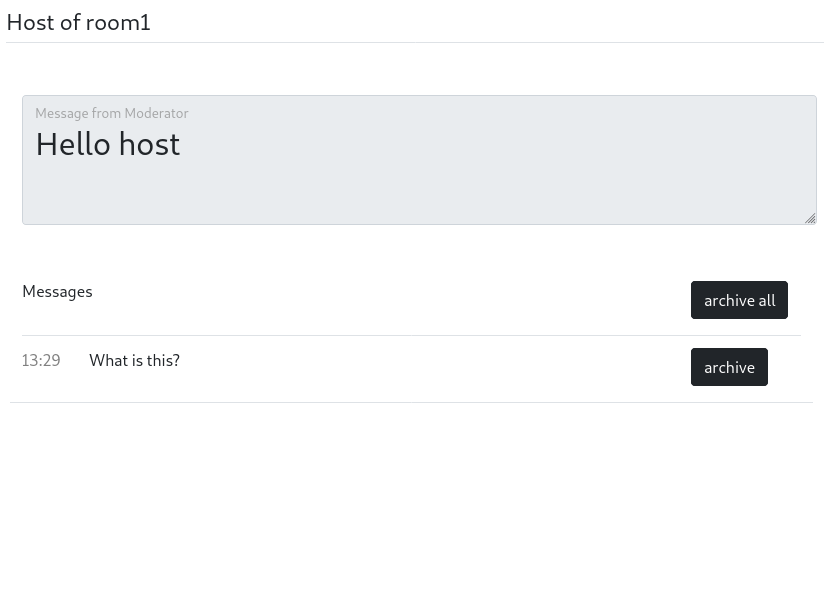 Host of room1
Message from Moderator
Hello host
Messages
archive all
13:29 What is this?
archive